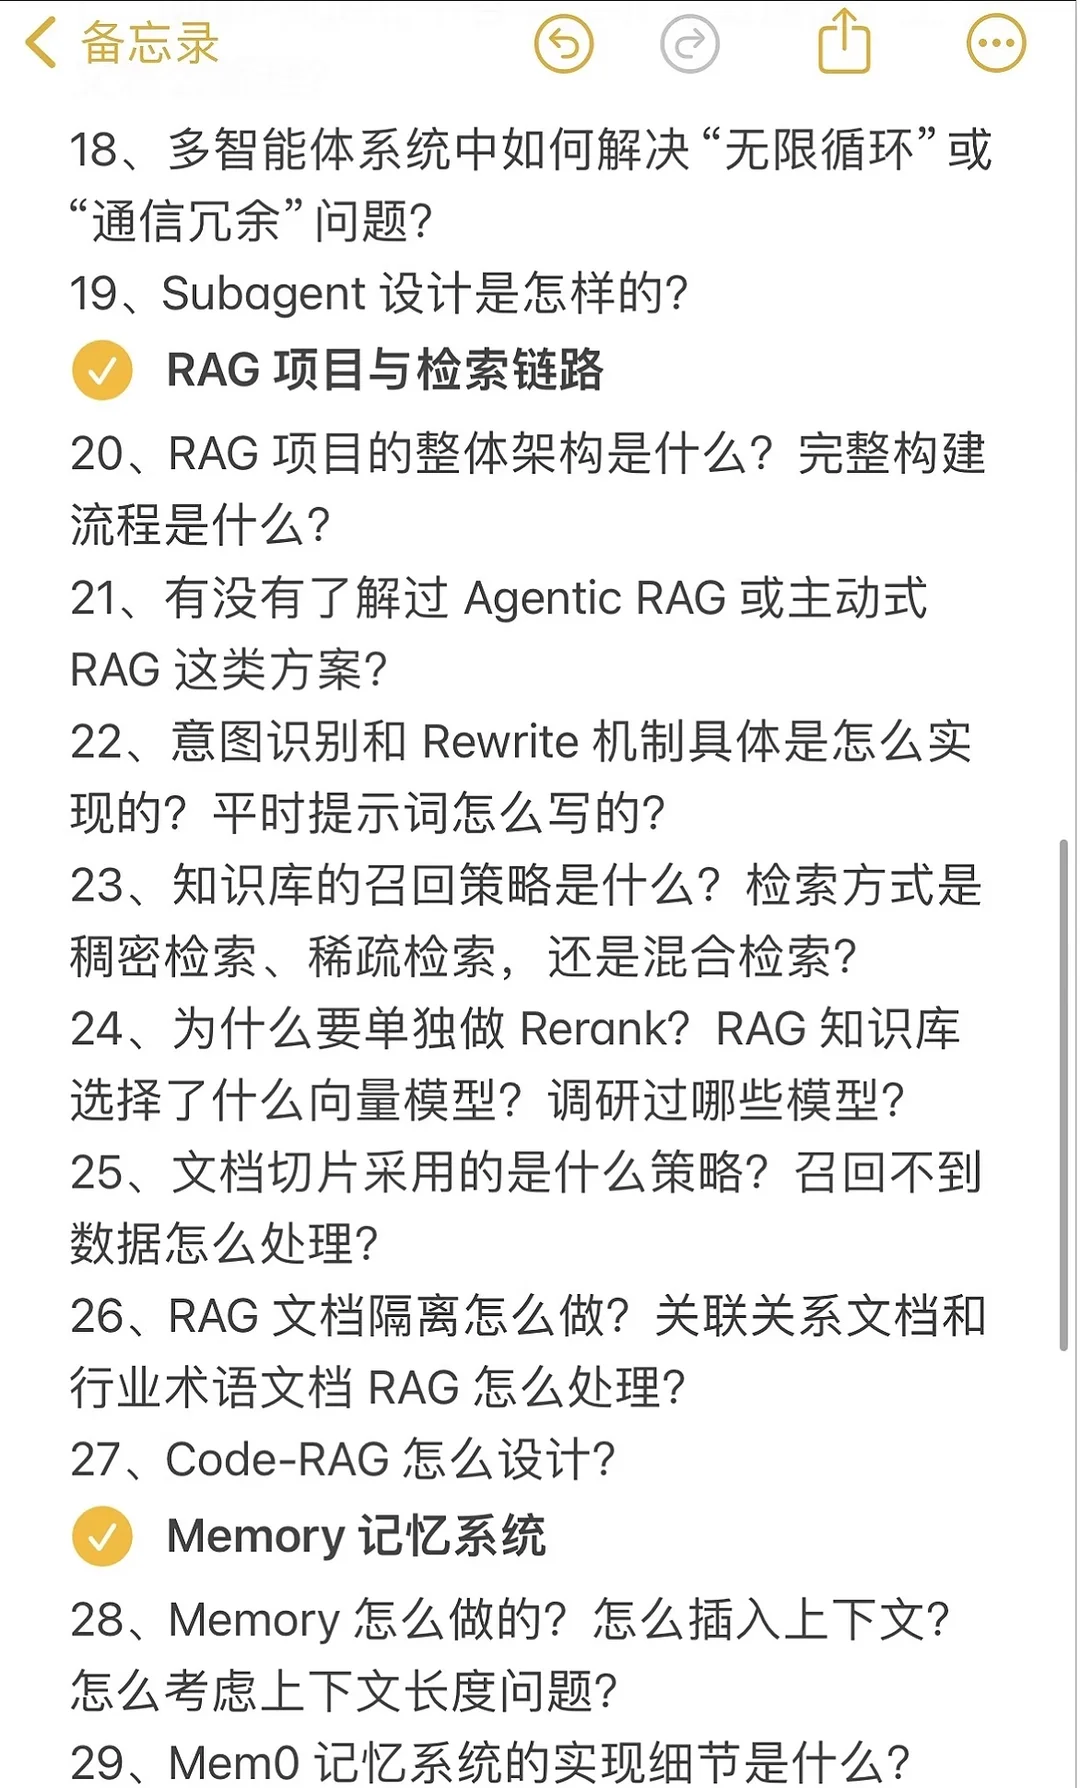 备忘录
18、多智能体系统中如何解决“无限循环”或
“通信冗余”问题?
19、Subagent 设计是怎样的?
RAG 项目与检索链路
20、RAG 项目的整体架构是什么？完整构建
流程是什么?
21、有没有了解过 Agentic RAG 或主动式
RAG 这类方案?
22、意图识别和 Rewrite 机制具体是怎么实
现的？平时提示词怎么写的?
23、知识库的召回策略是什么？检索方式是
稠密检索、稀疏检索，还是混合检索?
24、为什么要单独做 Rerank？RAG 知识库
选择了什么向量模型？调研过哪些模型?
25、文档切片采用的是什么策略？召回不到
数据怎么处理?
26、RAG 文档隔离怎么做？关联关系文档和
行业术语文档 RAG 怎么处理?
27、Code-RAG 怎么设计?
Memory 记忆系统
28、Memory 怎么做的？怎么插入上下文?
怎么考虑上下文长度问题?
29、Mem0 记忆系统的实现细节是什么?